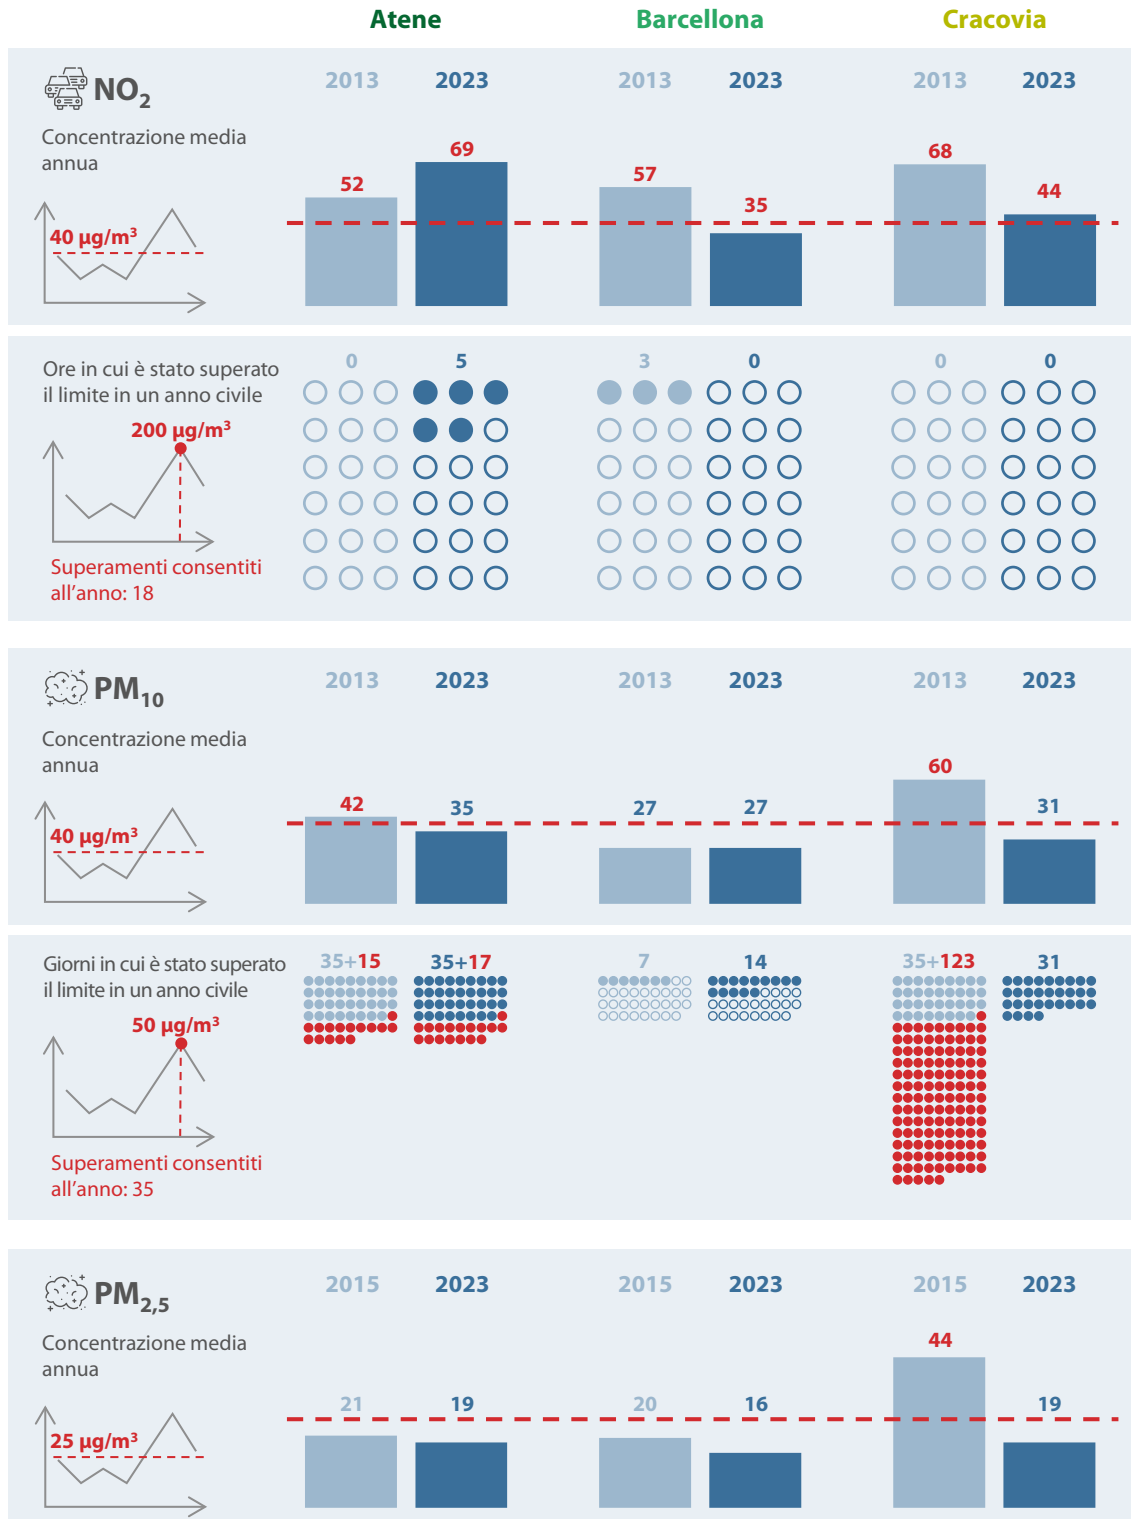 Atene Barcellona Cracovia
NO2
2013 2023 2013 2023 2013 2023
Concentrazione media
annua
52 69 57 35 68 44
40 µg/m³
Ore in cui è stato superato
il limite in un anno civile
0 5 3 0 0 0
200 µg/m³
Superamenti consentiti
all'anno: 18
PM10
2013 2023 2013 2023 2013 2023
Concentrazione media
annua
42 35 27 27 60 31
40 µg/m³
Giorni in cui è stato superato
il limite in un anno civile
35+15 35+17 7 14 35+123 31
50 µg/m³
Superamenti consentiti
all'anno: 35
PM2,5
2015 2023 2015 2023 2015 2023
Concentrazione media
annua
21 19 20 16 44 19
25 µg/m³